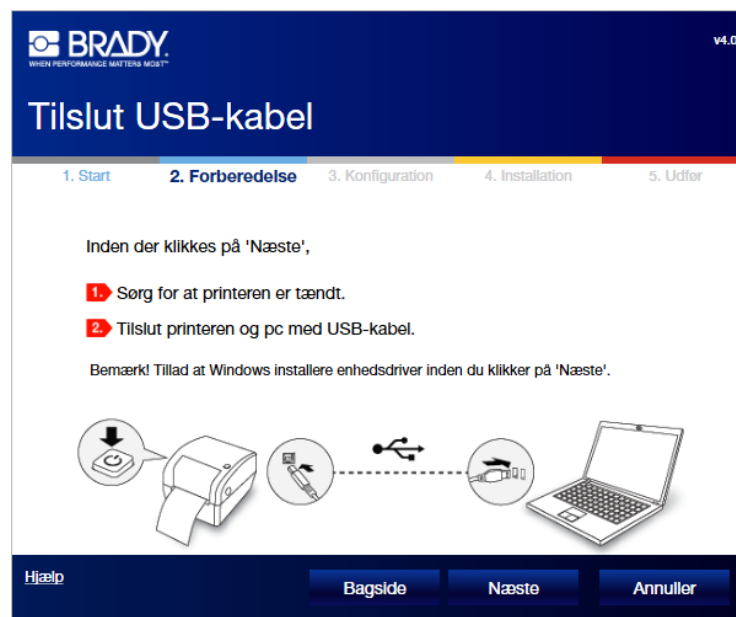 BRADY.
WHEN PERFORMANCE MATTERS MOST™
v4.0
Tilslut USB-kabel
1. Start
2. Forberedelse
3. Konfiguration
4. Installation
5. Udfør
Inden der klikkes på 'Næste',
1. Sørg for at printeren er tændt.
2. Tilslut printeren og pc med USB-kabel.
Bemærk! Tillad at Windows installere enhedsdriver inden du klikker på 'Næste'.
Hjælp
Bagside
Næste
Annuller